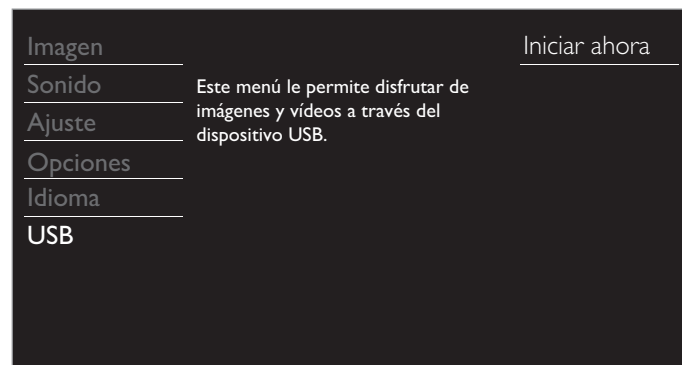 Imagen
Sonido
Ajuste
Opciones
Idioma
USB
Este menú le permite disfrutar de
imágenes y vídeos a través del
dispositivo USB.
Iniciar ahora